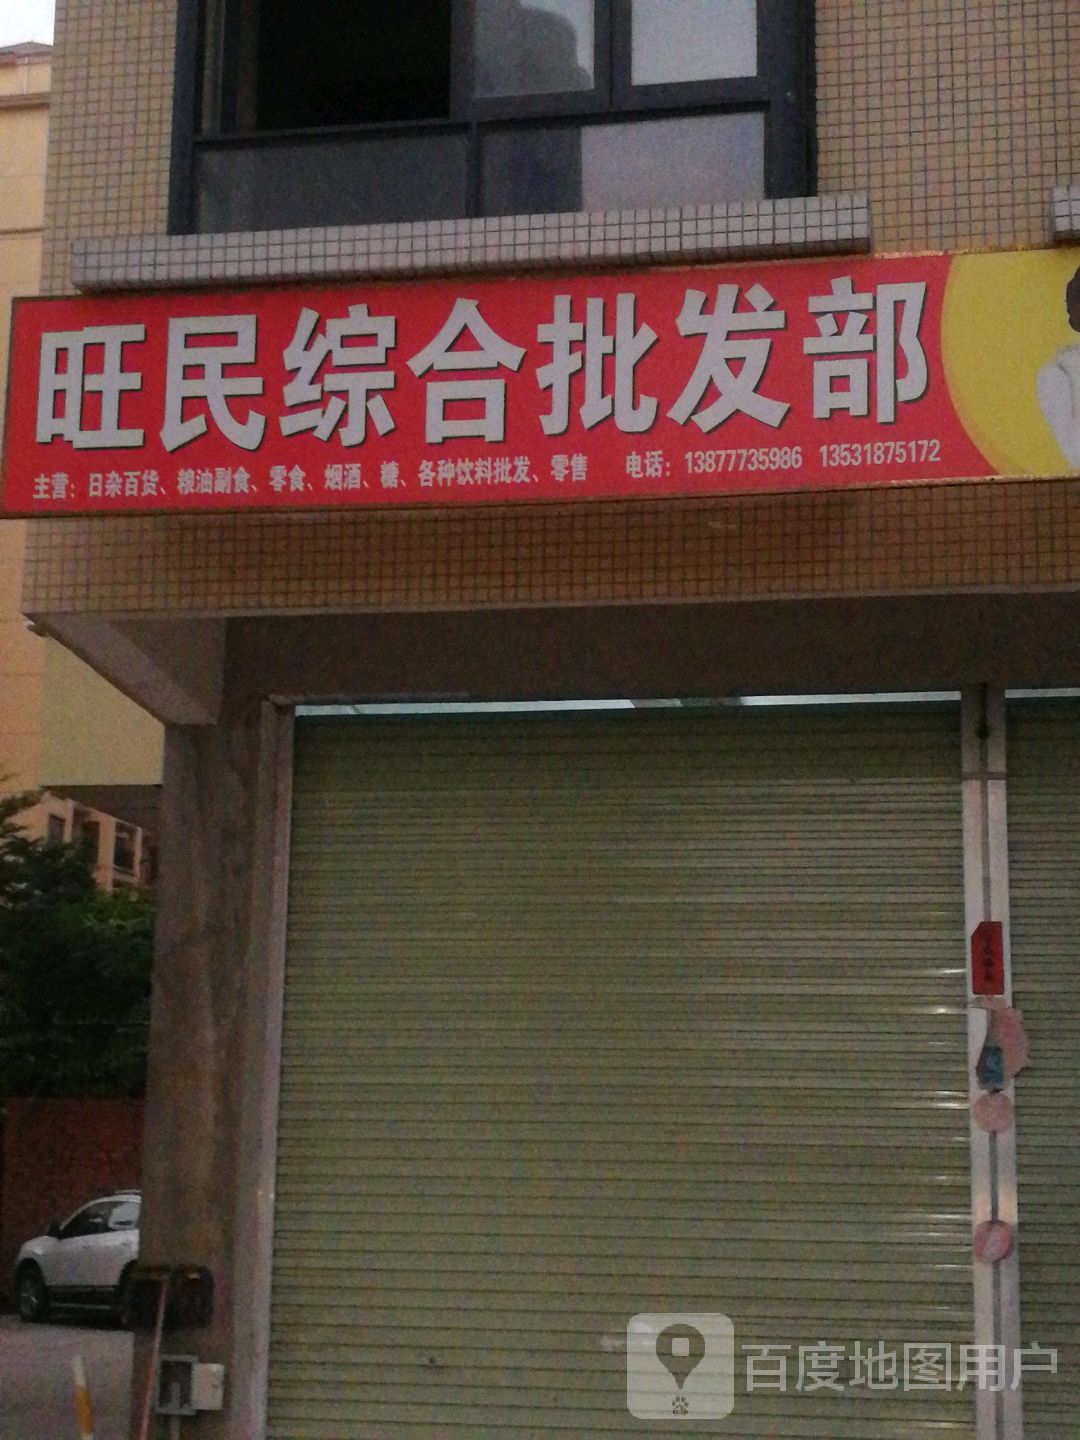 旺民综合批发部
主营：日杂百货、粮油副食、零食、烟酒、糖、各种饮料批发、零售 电话：13877735986 13531875172
百度地图用户